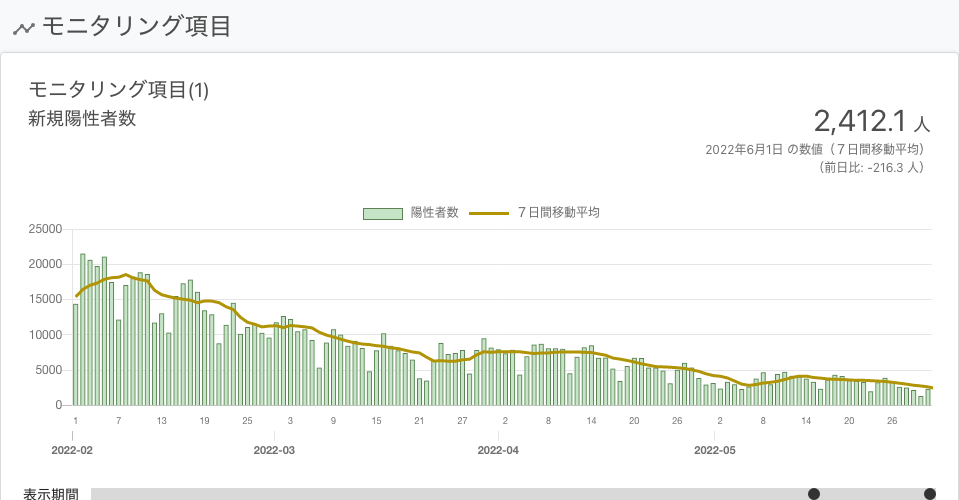 モニタリング項目
モニタリング項目(1)
新規陽性者数
2,412.1 人
2022年6月1日 の数値（７日間移動平均）
（前日比: -216.3 人）
陽性者数 ７日間移動平均
25000
20000
15000
10000
5000
0
1 7 13 19 25 3 9 15 21 27 2 8 14 20 26 2 8 14 20 26
2022-02 2022-03 2022-04 2022-05
表示期間